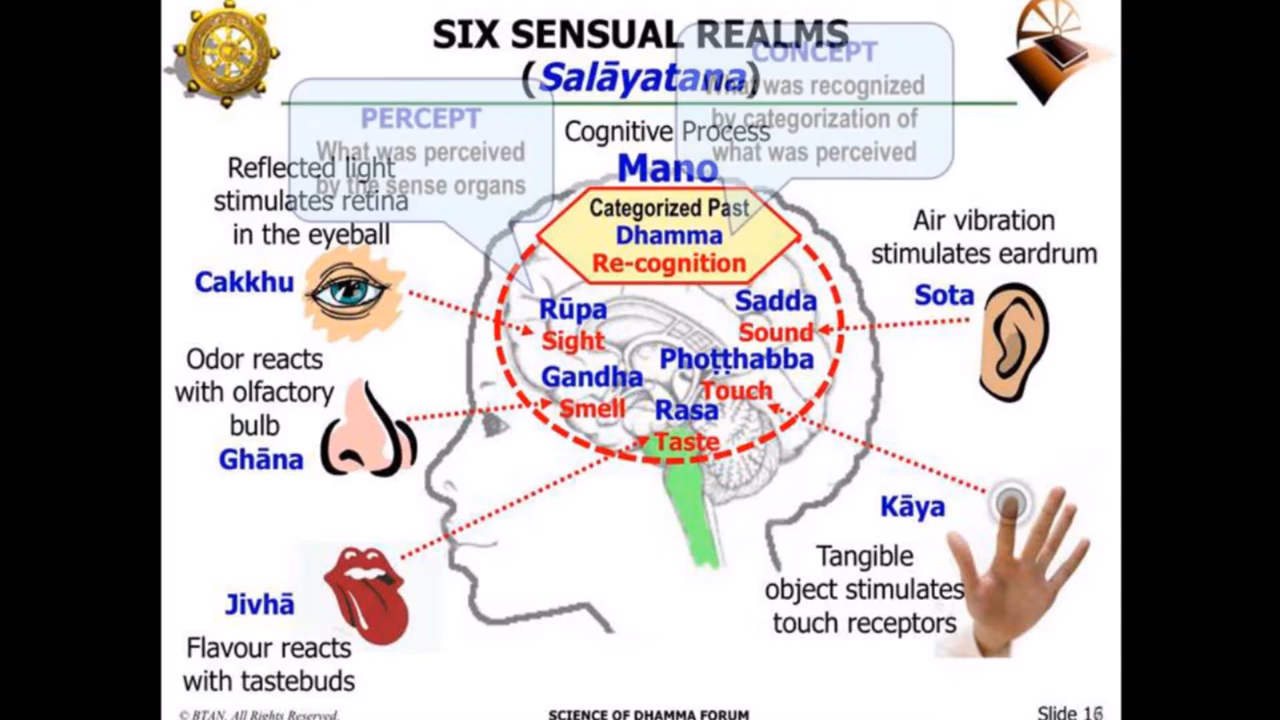 SIX SENSUAL REALMS
(Salāyatana)
CONCEPT
What was recognized
by categorization of
what was perceived
PERCEPT
What was perceived
by the sense organs
Cognitive Process
Mano
Categorized Past
Dhamma
Re-cognition
Reflected light
stimulates retina
in the eyeball
Cakkhu
Air vibration
stimulates eardrum
Sota
Rūpa
Sight
Sadda
Sound
Phoṭṭhabba
Touch
Gandha
Smell
Rasa
Taste
Odor reacts
with olfactory
bulb
Ghāna
Kāya
Tangible
object stimulates
touch receptors
Jivhā
Flavour reacts
with tastebuds
© BTAN. All Rights Reserved.
SCIENCE OF DHAMMA FORUM
Slide 16